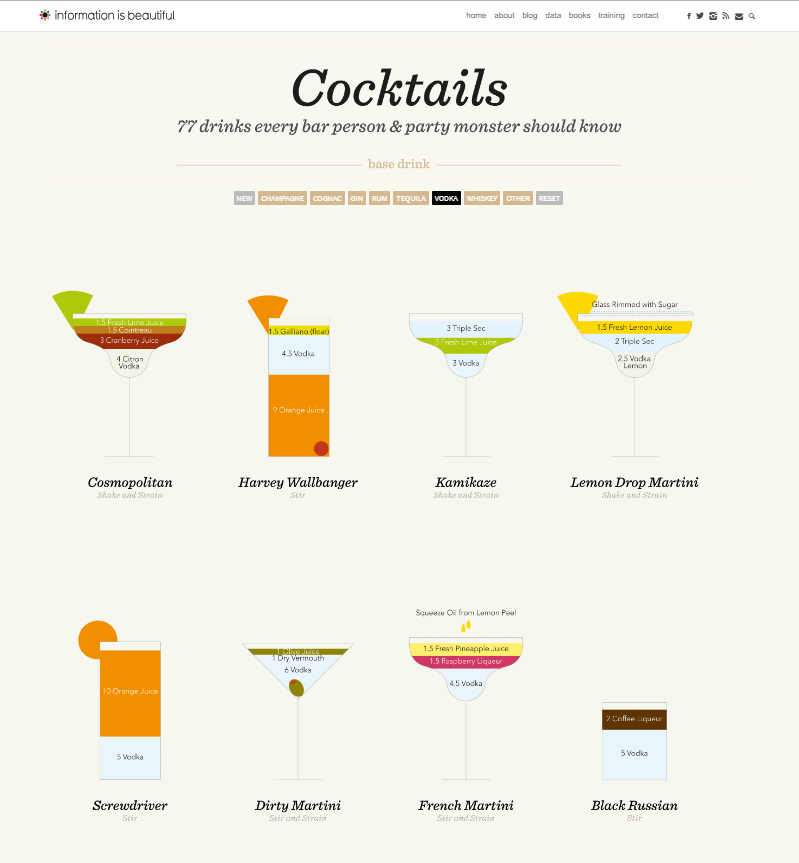 information is beautiful
home about blog data books training contact
Cocktails
77 drinks every bar person & party monster should know
base drink
NEW CHAMPAGNE COGNAC GIN RUM TEQUILA VODKA WHISKEY OTHER RESET
1.5 Fresh Lime Juice
1.5 Cointreau
3 Cranberry Juice
4 Citron
Vodka
Cosmopolitan
Shake and Strain
1.5 Galliano (float)
4.5 Vodka
9 Orange Juice
Harvey Wallbanger
Stir
3 Triple Sec
3 Fresh Lime Juice
3 Vodka
Kamikaze
Shake and Strain
Glass Rimmed with Sugar
1.5 Fresh Lemon Juice
2 Triple Sec
2.5 Vodka
Lemon
Lemon Drop Martini
Shake and Strain
10 Orange Juice
5 Vodka
Screwdriver
Stir
1 Olive Juice
1 Dry Vermouth
6 Vodka
Dirty Martini
Stir and Strain
Squeeze Oil from Lemon Peel
1.5 Fresh Pineapple Juice
1.5 Raspberry Liqueur
4.5 Vodka
French Martini
Stir and Strain
2 Coffee Liqueur
5 Vodka
Black Russian
Stir